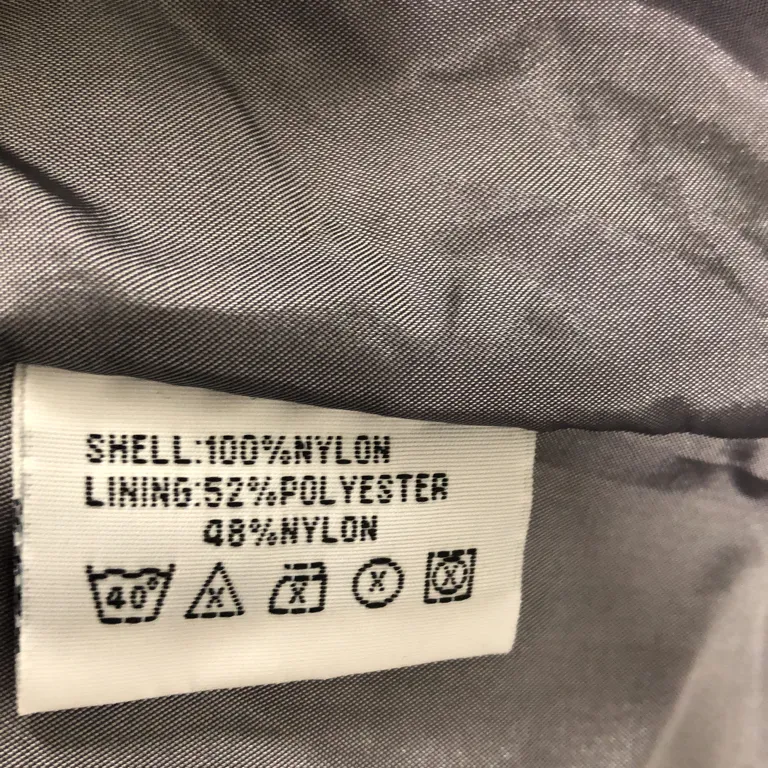 SHELL:100%NYLON
LINING:52%POLYESTER
48%NYLON
40° X X X X